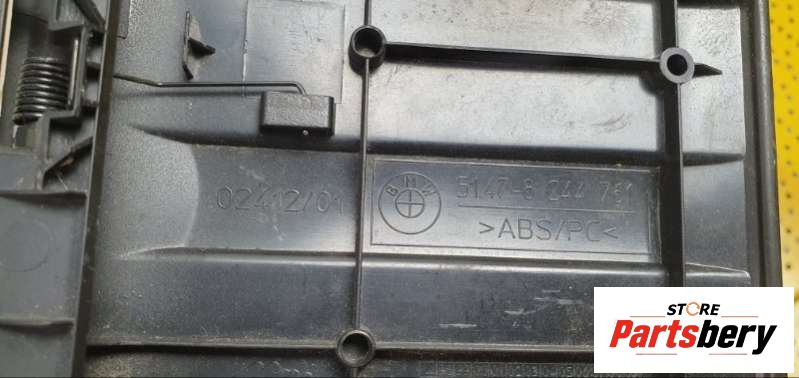 02412/01
BMW
5147-8 244 761
>ABS/PC<
STORE
Partsbery